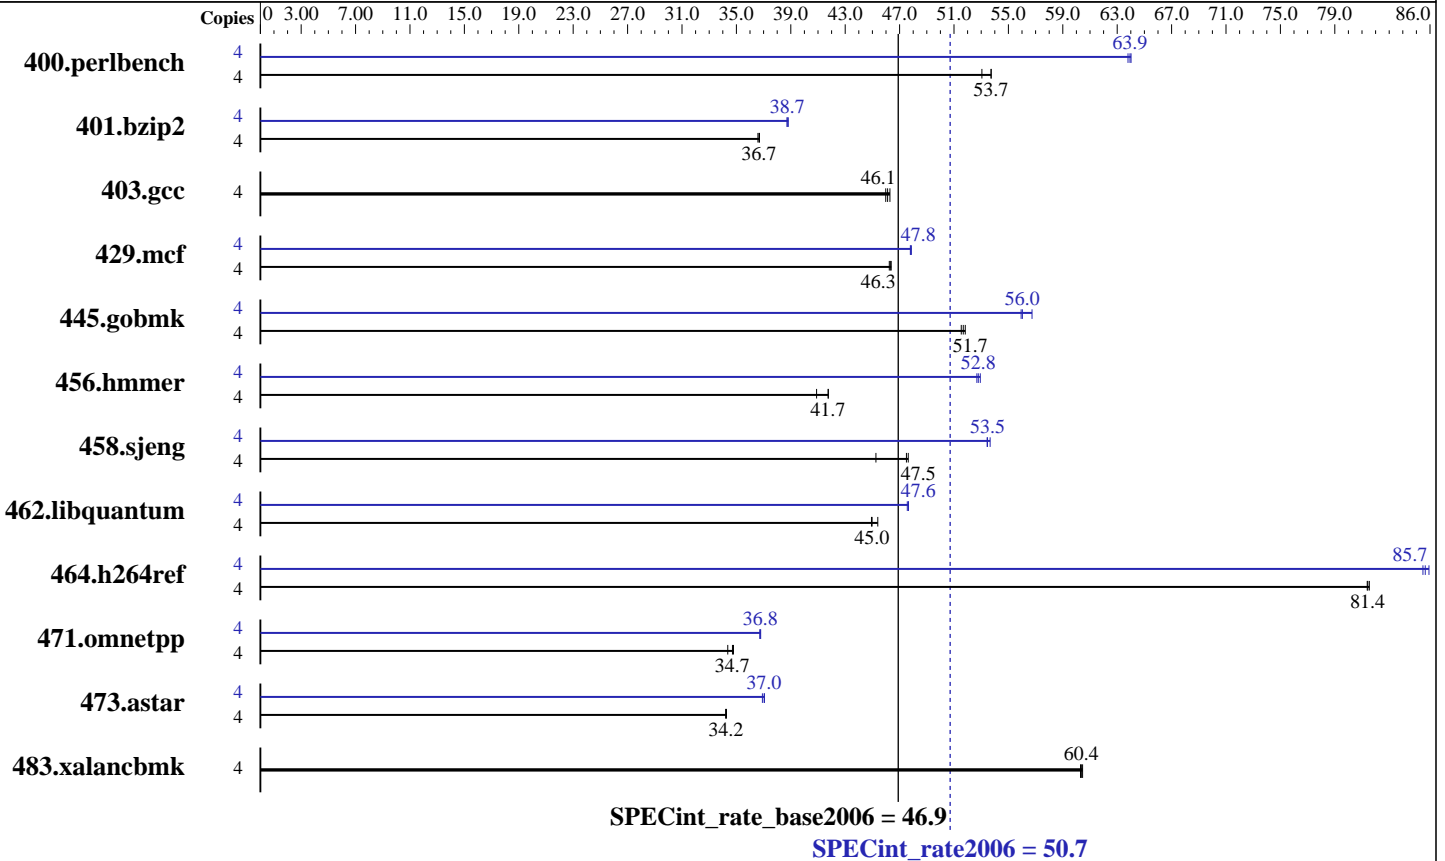 Copies 0 3.00 7.00 11.0 15.0 19.0 23.0 27.0 31.0 35.0 39.0 43.0 47.0 51.0 55.0 59.0 63.0 67.0 71.0 75.0 79.0 86.0
400.perlbench 4 63.9
4 53.7
401.bzip2 4 38.7
4 36.7
403.gcc 4 46.1
429.mcf 4 47.8
4 46.3
445.gobmk 4 56.0
4 51.7
456.hmmer 4 52.8
4 41.7
458.sjeng 4 53.5
4 47.5
462.libquantum 4 47.6
4 45.0
464.h264ref 4 85.7
4 81.4
471.omnetpp 4 36.8
4 34.7
473.astar 4 37.0
4 34.2
483.xalancbmk 4 60.4
SPECint_rate_base2006 = 46.9
SPECint_rate2006 = 50.7